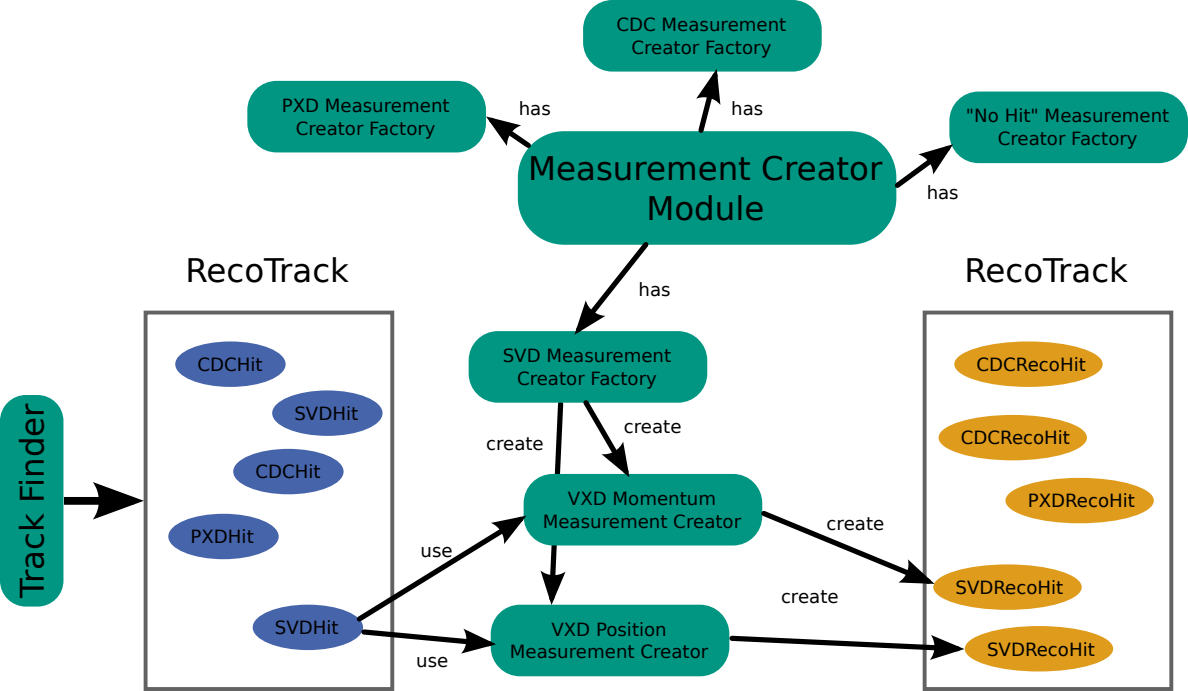 CDC Measurement
Creator Factory
PXD Measurement
Creator Factory
has
has
"No Hit" Measurement
Creator Factory
Measurement Creator
Module
has
RecoTrack
has
RecoTrack
SVD Measurement
Creator Factory
CDCHit
SVDHit
CDCHit
PXDHit
SVDHit
Track Finder
create
create
VXD Momentum
Measurement Creator
use
create
VXD Position
Measurement Creator
use
create
CDCRecoHit
CDCRecoHit
PXDRecoHit
SVDRecoHit
SVDRecoHit